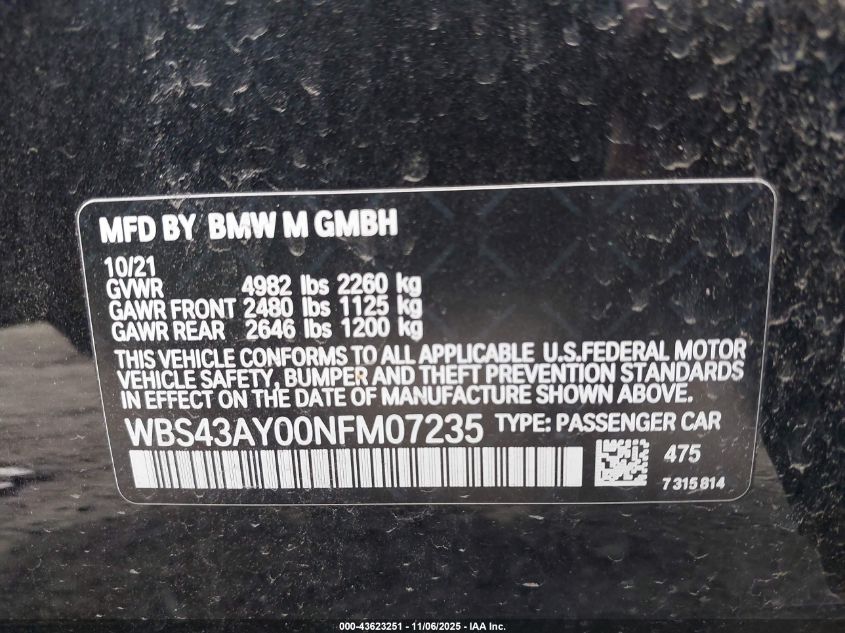 MFD BY BMW M GMBH
10/21
GVWR 4982 lbs 2260 kg
GAWR FRONT 2480 lbs 1125 kg
GAWR REAR 2646 lbs 1200 kg
THIS VEHICLE CONFORMS TO ALL APPLICABLE U.S.FEDERAL MOTOR
VEHICLE SAFETY, BUMPER AND THEFT PREVENTION STANDARDS
IN EFFECT ON THE DATE OF MANUFACTURE SHOWN ABOVE.
WBS43AY00NFM07235 TYPE: PASSENGER CAR
475
7 315 814
000-43623251 - 11/06/2025 - IAA Inc.